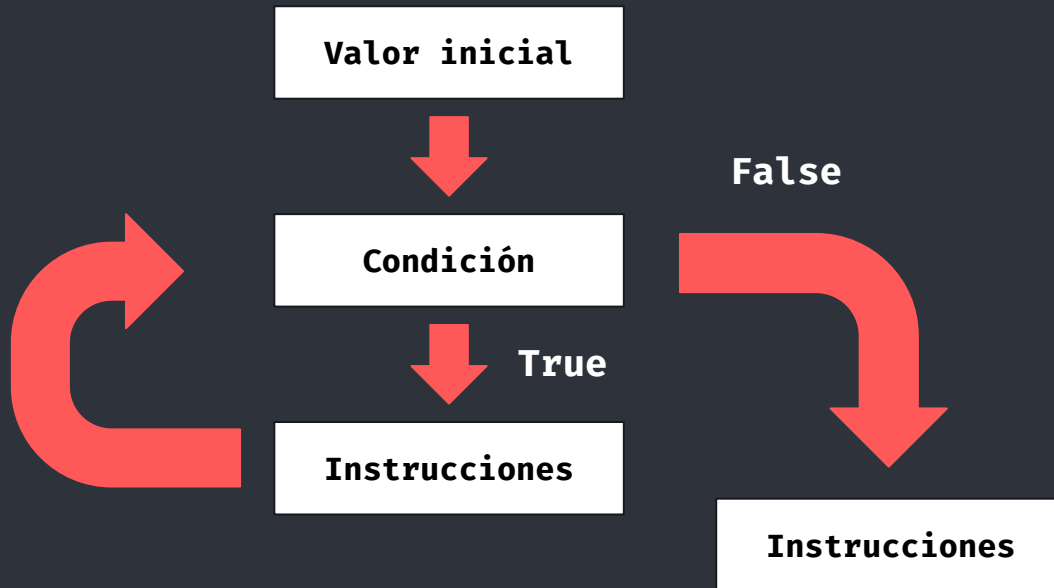 Valor inicial
False
Condición
True
Instrucciones
Instrucciones